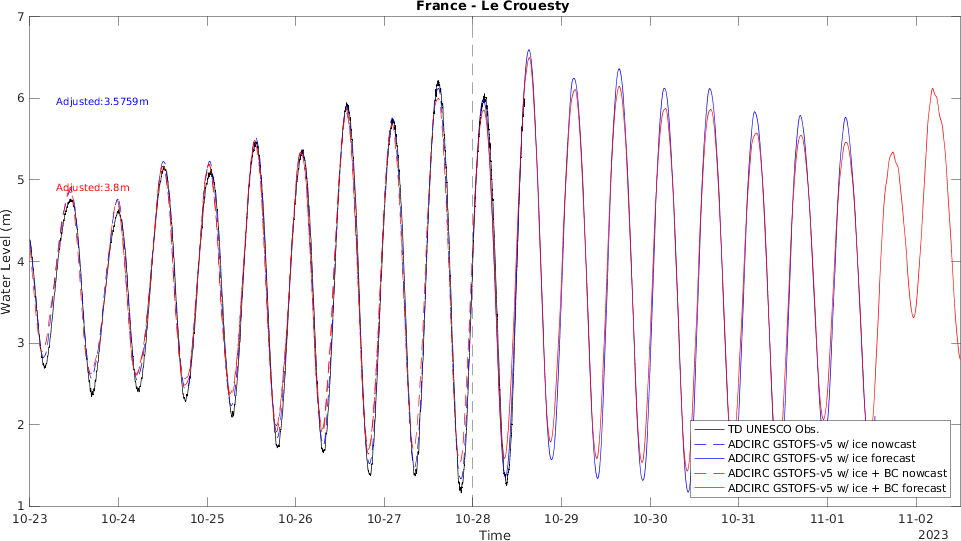 France - Le Crouesty
7
6
5
4
3
2
1
Water Level (m)
Adjusted:3.5759m
Adjusted:3.8m
TD UNESCO Obs.
ADCIRC GSTOFS-v5 w/ ice nowcast
ADCIRC GSTOFS-v5 w/ ice forecast
ADCIRC GSTOFS-v5 w/ ice + BC nowcast
ADCIRC GSTOFS-v5 w/ ice + BC forecast
10-23 10-24 10-25 10-26 10-27 10-28 10-29 10-30 10-31 11-01 11-02
Time
2023